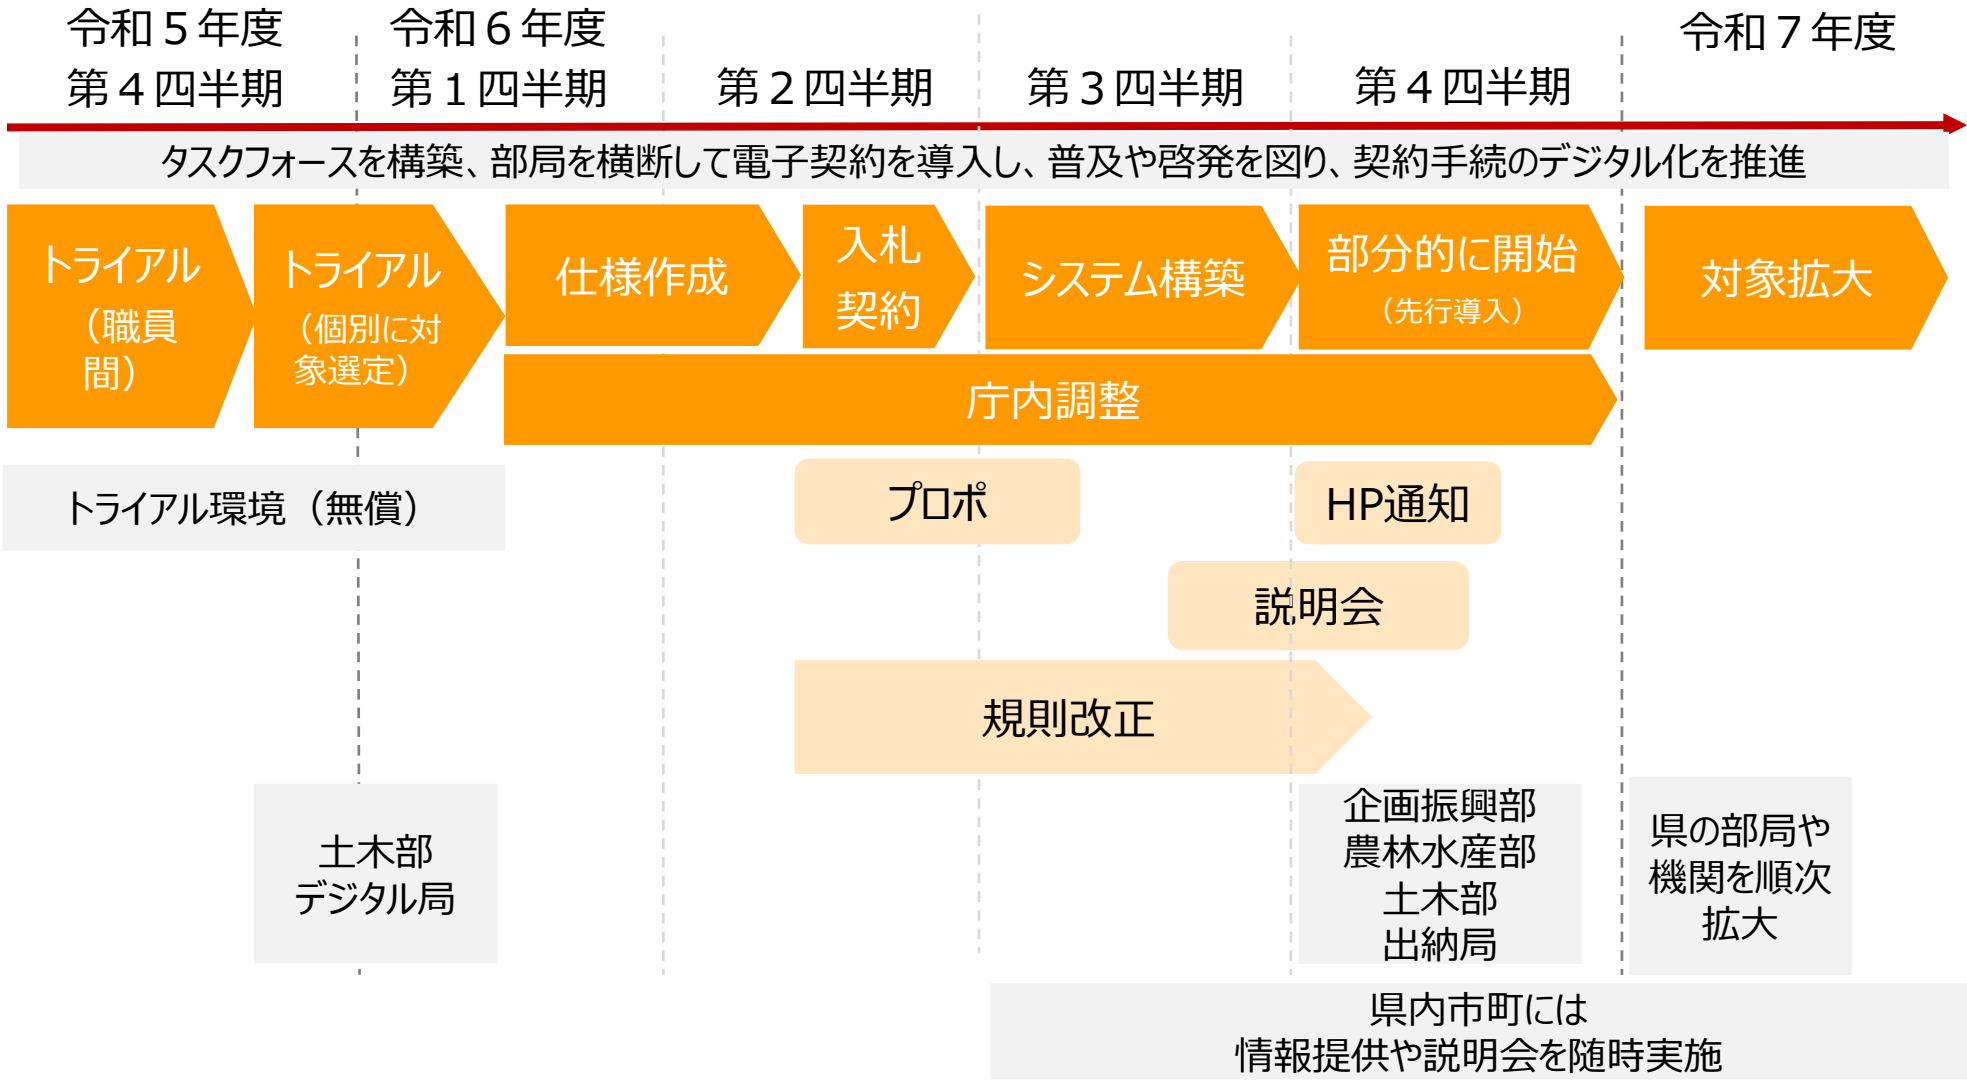 令和５年度
第４四半期
令和６年度
第１四半期
第２四半期
第３四半期
第４四半期
令和７年度
タスクフォースを構築、部局を横断して電子契約を導入し、普及や啓発を図り、契約手続のデジタル化を推進
トライアル
（職員
間）
トライアル
（個別に対
象選定）
仕様作成
入札
契約
システム構築
部分的に開始
（先行導入）
対象拡大
庁内調整
トライアル環境（無償）
プロポ
HP通知
説明会
規則改正
土木部
デジタル局
企画振興部
農林水産部
土木部
出納局
県の部局や
機関を順次
拡大
県内市町には
情報提供や説明会を随時実施